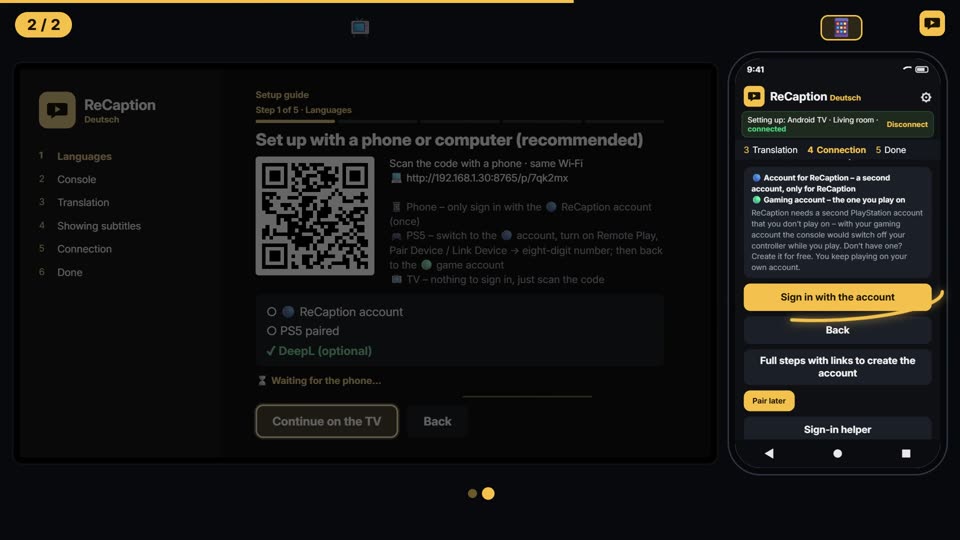 2 / 2
ReCaption
Deutsch
1 Languages
2 Console
3 Translation
4 Showing subtitles
5 Connection
6 Done
Setup guide
Step 1 of 5 · Languages
Set up with a phone or computer (recommended)
Scan the code with a phone · same Wi-Fi
http://192.168.1.30:8765/p/7qk2mx
Phone – only sign in with the ReCaption account
(once)
PS5 – switch to the account, turn on Remote Play,
Pair Device / Link Device → eight-digit number; then back
to the game account
TV – nothing to sign in, just scan the code
ReCaption account
PS5 paired
✓ DeepL (optional)
Waiting for the phone...
Continue on the TV
Back
9:41
ReCaption Deutsch
Setting up: Android TV · Living room ·
connected
Disconnect
3 Translation 4 Connection 5 Done
Account for ReCaption – a second
account, only for ReCaption
Gaming account – the one you play on
ReCaption needs a second PlayStation account
that you don't play on – with your gaming
account the console would switch off your
controller while you play. Don't have one?
Create it for free. You keep playing on your
own account.
Sign in with the account
Back
Full steps with links to create the
account
Pair later
Sign-in helper